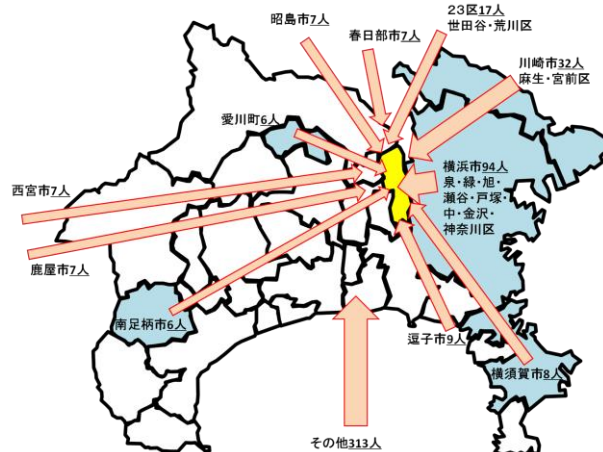 昭島市7人
春日部市7人
23区17人
世田谷・荒川区
川崎市32人
麻生・宮前区
愛川町6人
横浜市94人
泉・緑・旭・
瀬谷・戸塚・
中・金沢・
神奈川区
西宮市7人
鹿屋市7人
南足柄市6人
逗子市9人
横須賀市8人
その他313人